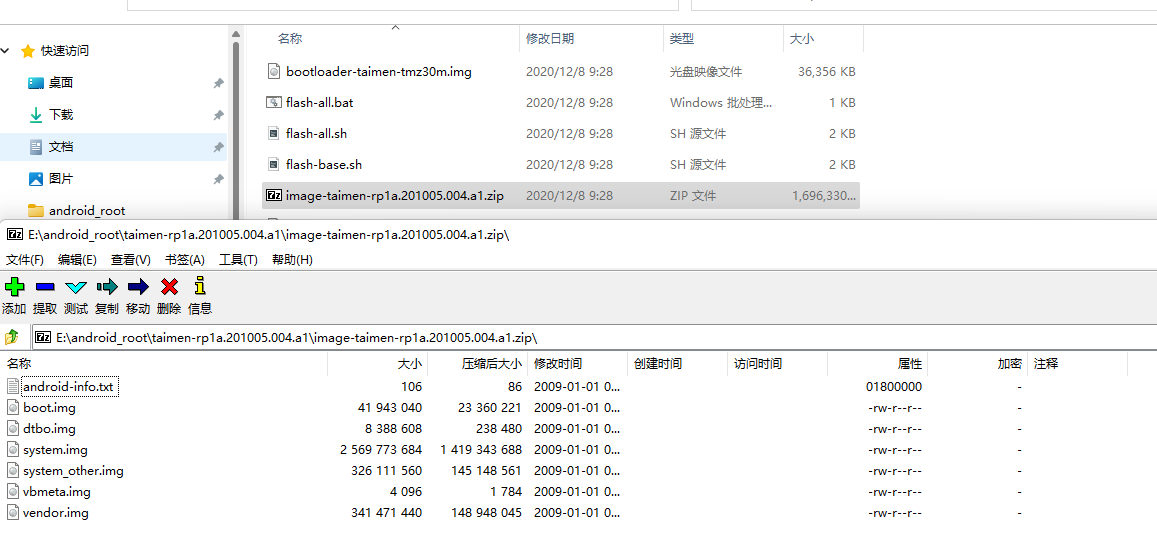 名称 修改日期 类型 大小
快速访问
桌面
下载
文档
图片
android_root
bootloader-taimen-tmz30m.img 2020/12/8 9:28 光盘映像文件 36,356 KB
flash-all.bat 2020/12/8 9:28 Windows 批处理... 1 KB
flash-all.sh 2020/12/8 9:28 SH 源文件 2 KB
flash-base.sh 2020/12/8 9:28 SH 源文件 2 KB
image-taimen-rp1a.201005.004.a1.zip 2020/12/8 9:28 ZIP 文件 1,696,330...
7z E:\android_root\taimen-rp1a.201005.004.a1\image-taimen-rp1a.201005.004.a1.zip\
文件(F) 编辑(E) 查看(V) 书签(A) 工具(T) 帮助(H)
添加 提取 测试 复制 移动 删除 信息
7z E:\android_root\taimen-rp1a.201005.004.a1\image-taimen-rp1a.201005.004.a1.zip\
名称 大小 压缩后大小 修改时间 创建时间 访问时间 属性 加密 注释
android-info.txt 106 86 2009-01-01 0... 01800000 -
boot.img 41 943 040 23 360 221 2009-01-01 0... -rw-r--r-- -
dtbo.img 8 388 608 238 480 2009-01-01 0... -rw-r--r-- -
system.img 2 569 773 684 1 419 343 688 2009-01-01 0... -rw-r--r-- -
system_other.img 326 111 560 145 148 561 2009-01-01 0... -rw-r--r-- -
vbmeta.img 4 096 1 784 2009-01-01 0... -rw-r--r-- -
vendor.img 341 471 440 148 948 045 2009-01-01 0... -rw-r--r-- -